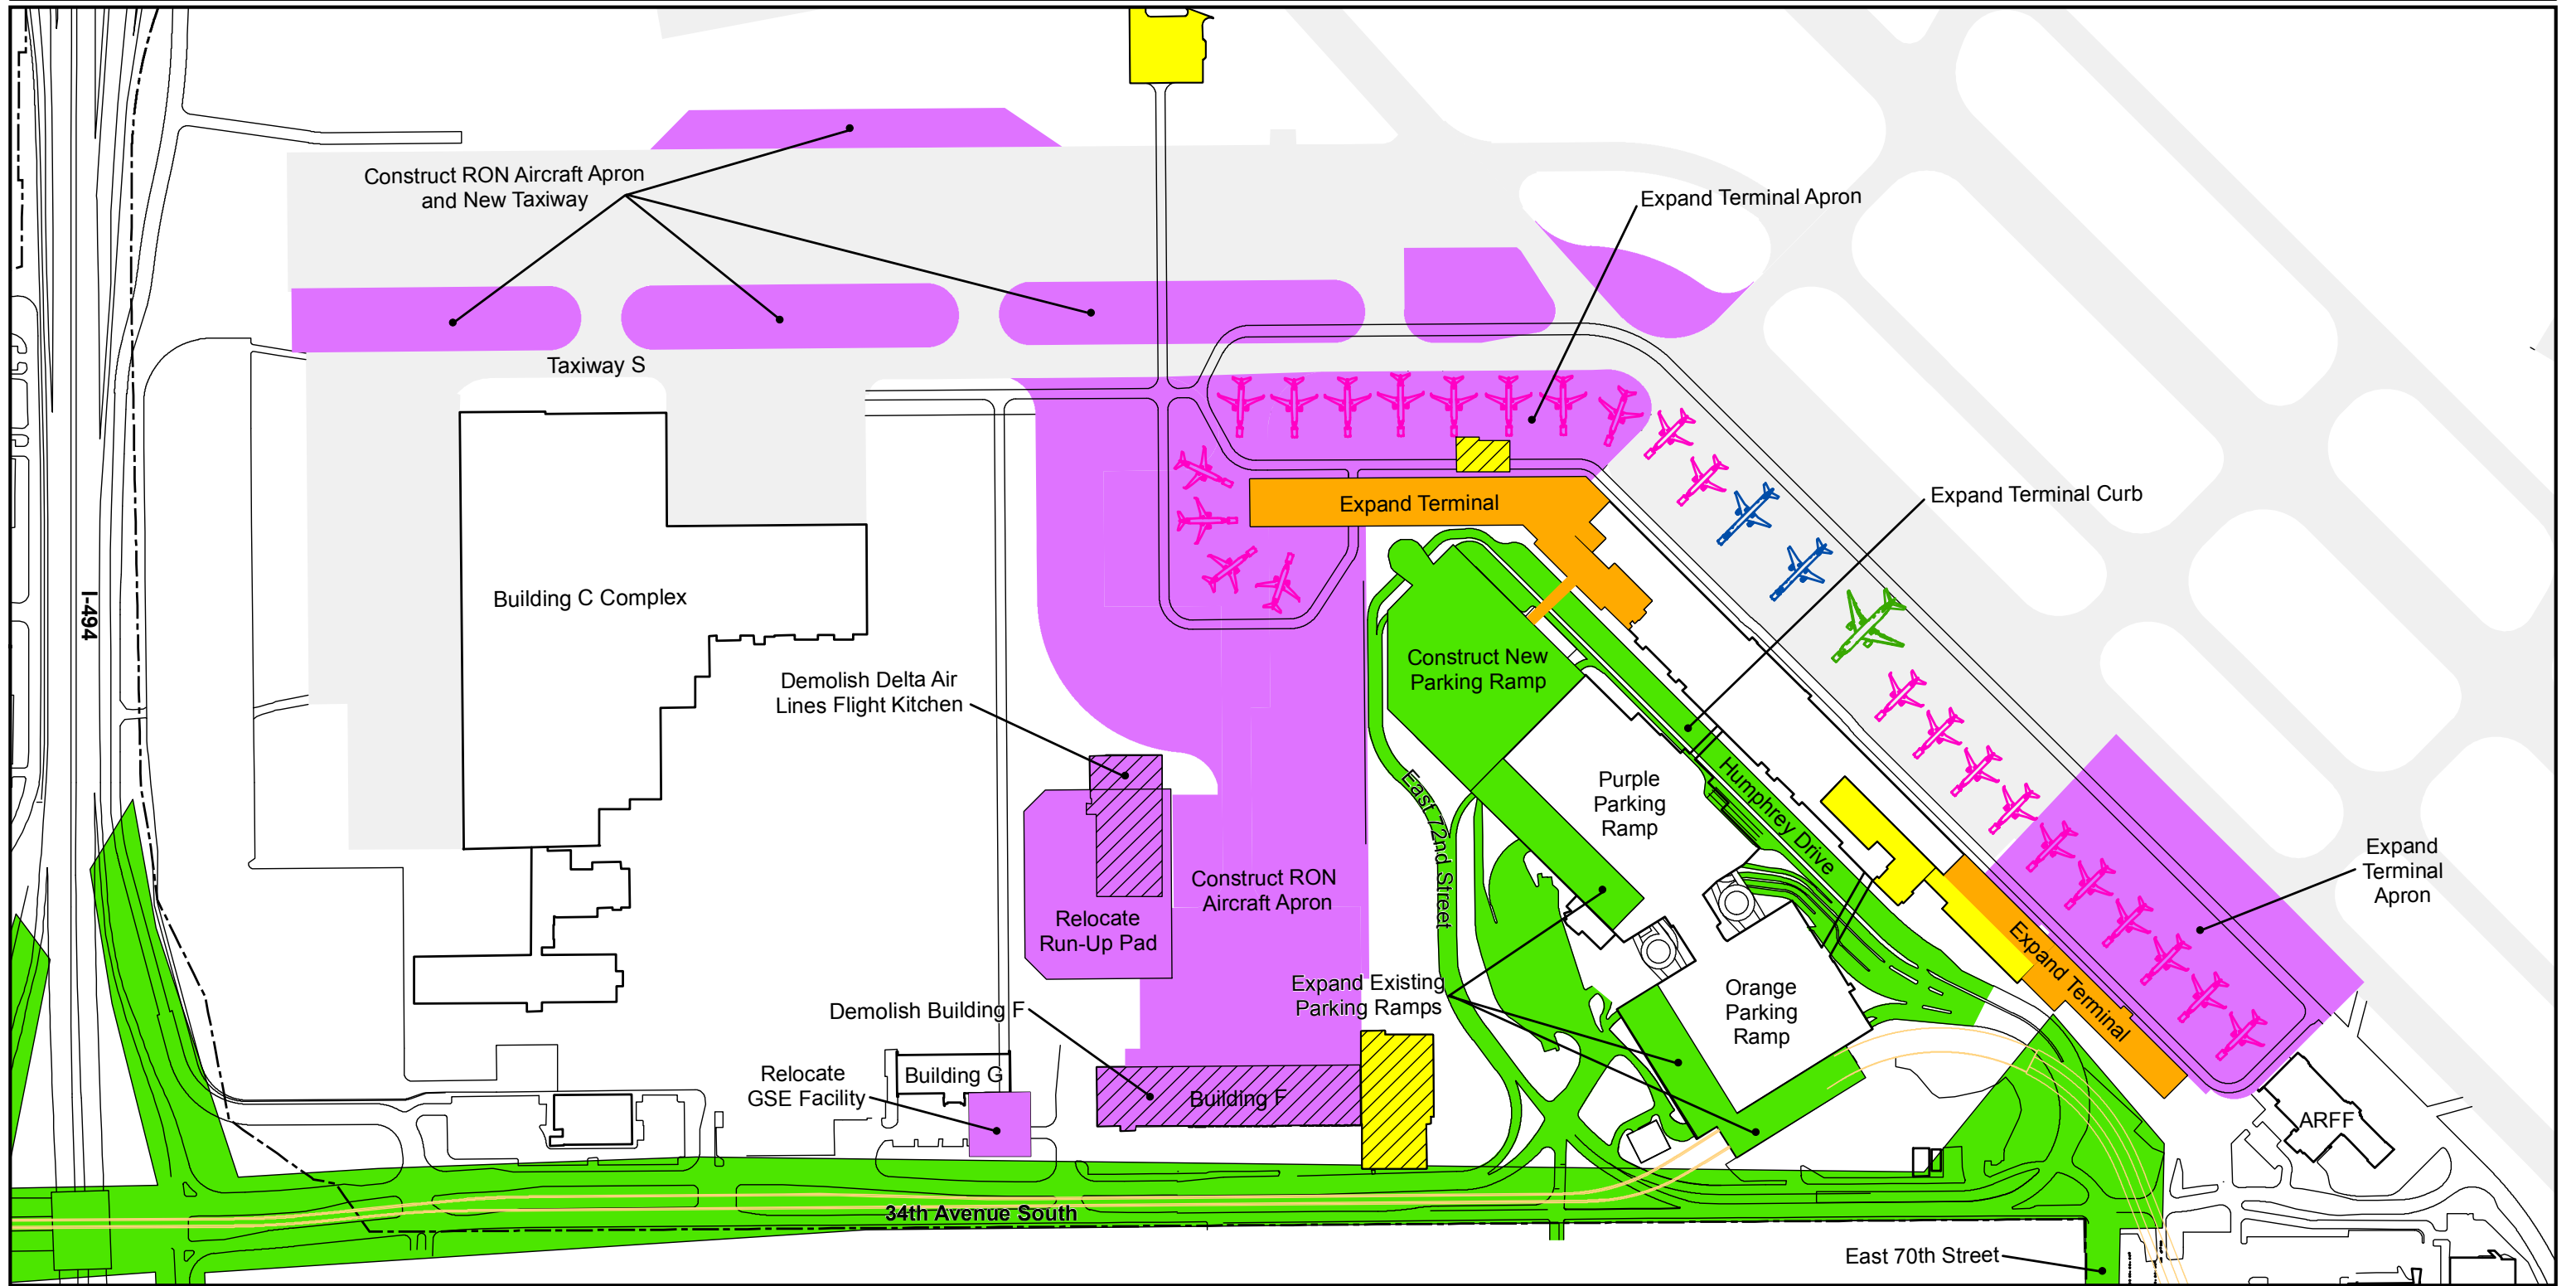 Construct RON Aircraft Apron
and New Taxiway
Expand Terminal Apron
Taxiway S
Expand Terminal
Expand Terminal Curb
I-494
Building C Complex
Construct New
Parking Ramp
Demolish Delta Air
Lines Flight Kitchen
Purple
Parking
Ramp
Humphrey Drive
East 72nd Street
Expand
Terminal
Apron
Construct RON
Aircraft Apron
Relocate
Run-Up Pad
Expand Terminal
Expand Existing
Parking Ramps
Orange
Parking
Ramp
Demolish Building F
Relocate
GSE Facility
Building G
Building F
ARFF
34th Avenue South
East 70th Street